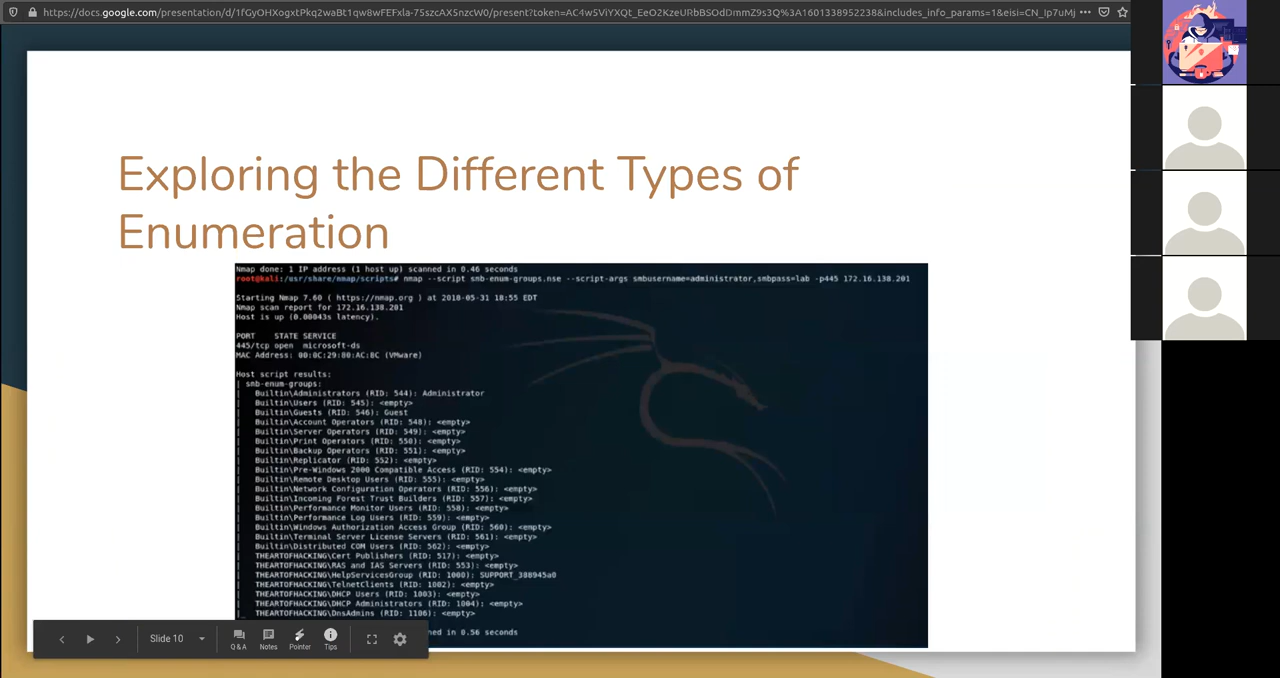 https://docs.google.com/presentation/d/1fGyOHXogxtPkq2waBt1qw8wFEFxla-75szcAX5nzcW0/present?token=AC4w5ViYXQt_EeO2KzeURbBSOdDmmZ9s3Q%3A1601338952238&includes_info_params=1&eisi=CN_Ip7uMj
Exploring the Different Types of
Enumeration
Nmap done: 1 IP address (1 host up) scanned in 0.46 seconds
root@kali:/usr/share/nmap/scripts# nmap --script smb-enum-groups.nse --script-args smbusername=administrator,smbpass=lab -p445 172.16.138.201
Starting Nmap 7.60 ( https://nmap.org ) at 2018-05-31 18:55 EDT
Nmap scan report for 172.16.138.201
Host is up (0.00043s latency).
PORT    STATE SERVICE
445/tcp open  microsoft-ds
MAC Address: 00:0C:29:80:AC:8C (VMware)
Host script results:
| smb-enum-groups:
|   Builtin\Administrators (RID: 544): Administrator
|   Builtin\Users (RID: 545): <empty>
|   Builtin\Guests (RID: 546): Guest
|   Builtin\Account Operators (RID: 548): <empty>
|   Builtin\Server Operators (RID: 549): <empty>
|   Builtin\Print Operators (RID: 550): <empty>
|   Builtin\Backup Operators (RID: 551): <empty>
|   Builtin\Replicator (RID: 552): <empty>
|   Builtin\Pre-Windows 2000 Compatible Access (RID: 554): <empty>
|   Builtin\Remote Desktop Users (RID: 555): <empty>
|   Builtin\Network Configuration Operators (RID: 556): <empty>
|   Builtin\Incoming Forest Trust Builders (RID: 557): <empty>
|   Builtin\Performance Monitor Users (RID: 558): <empty>
|   Builtin\Performance Log Users (RID: 559): <empty>
|   Builtin\Windows Authorization Access Group (RID: 560): <empty>
|   Builtin\Terminal Server License Servers (RID: 561): <empty>
|   Builtin\Distributed COM Users (RID: 562): <empty>
|   THEARTOFHACKING\Cert Publishers (RID: 517): <empty>
|   THEARTOFHACKING\RAS and IAS Servers (RID: 553): <empty>
|   THEARTOFHACKING\HelpServicesGroup (RID: 1000): SUPPORT_388945a0
|   THEARTOFHACKING\TelnetClients (RID: 1002): <empty>
|   THEARTOFHACKING\DHCP Users (RID: 1003): <empty>
|   THEARTOFHACKING\DHCP Administrators (RID: 1004): <empty>
|_  THEARTOFHACKING\DnsAdmins (RID: 1106): <empty>
ned in 0.56 seconds
Slide 10
Q&A
Notes
Pointer
Tips